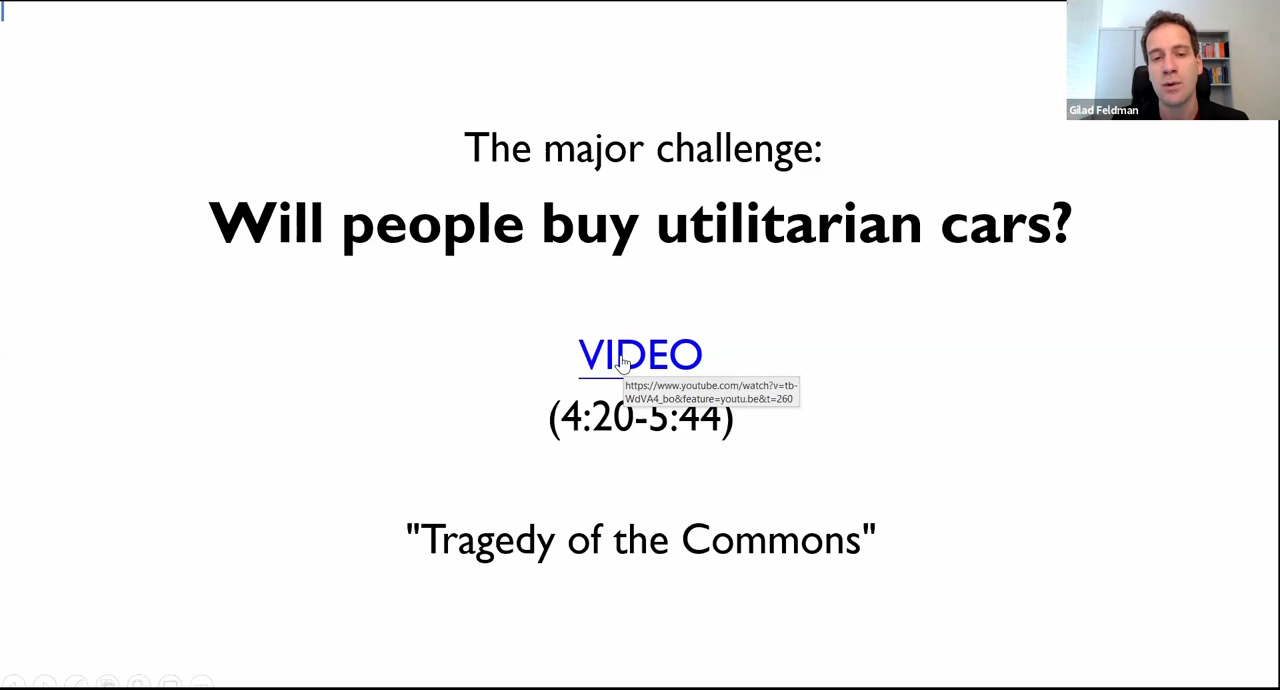 Gilad Feldman
The major challenge:
Will people buy utilitarian cars?
VIDEO
https://www.youtube.com/watch?v=tb-
WdVA4_bo&feature=youtu.be&t=260
(4:20-5:44)
"Tragedy of the Commons"